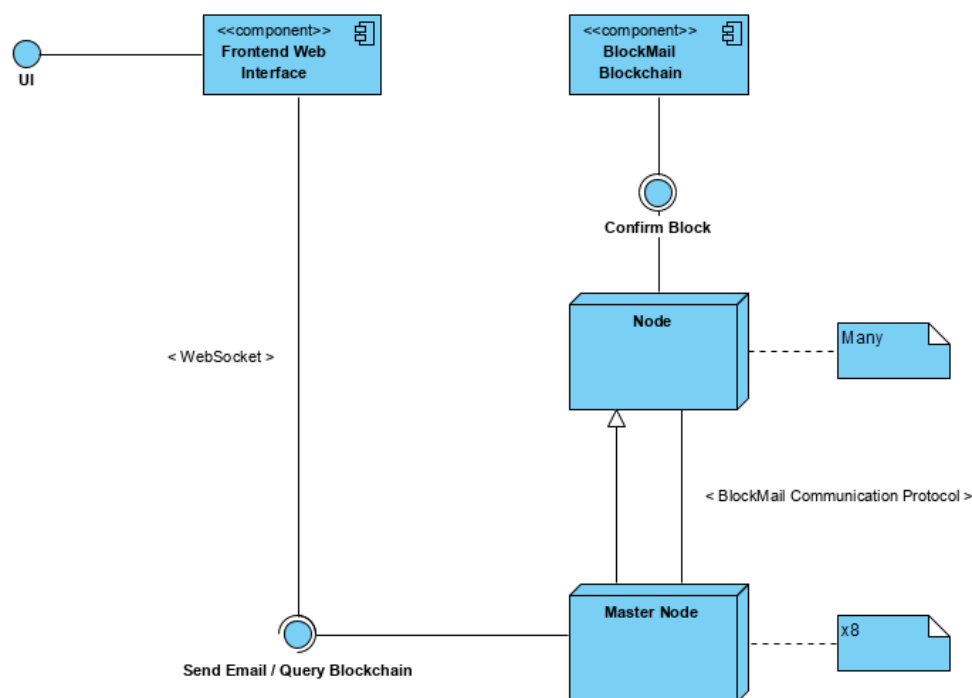 <<component>>
Frontend Web
Interface
<<component>>
BlockMail
Blockchain
UI
Confirm Block
Node
Many
< WebSocket >
< BlockMail Communication Protocol >
Master Node
x8
Send Email / Query Blockchain